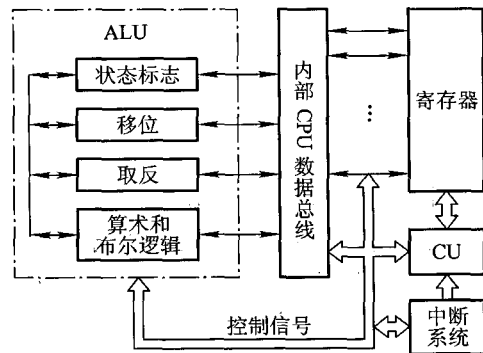 ALU
状态标志
移位
取反
算术和
布尔逻辑
内部CPU数据总线
…
寄存器
CU
中断
系统
控制信号